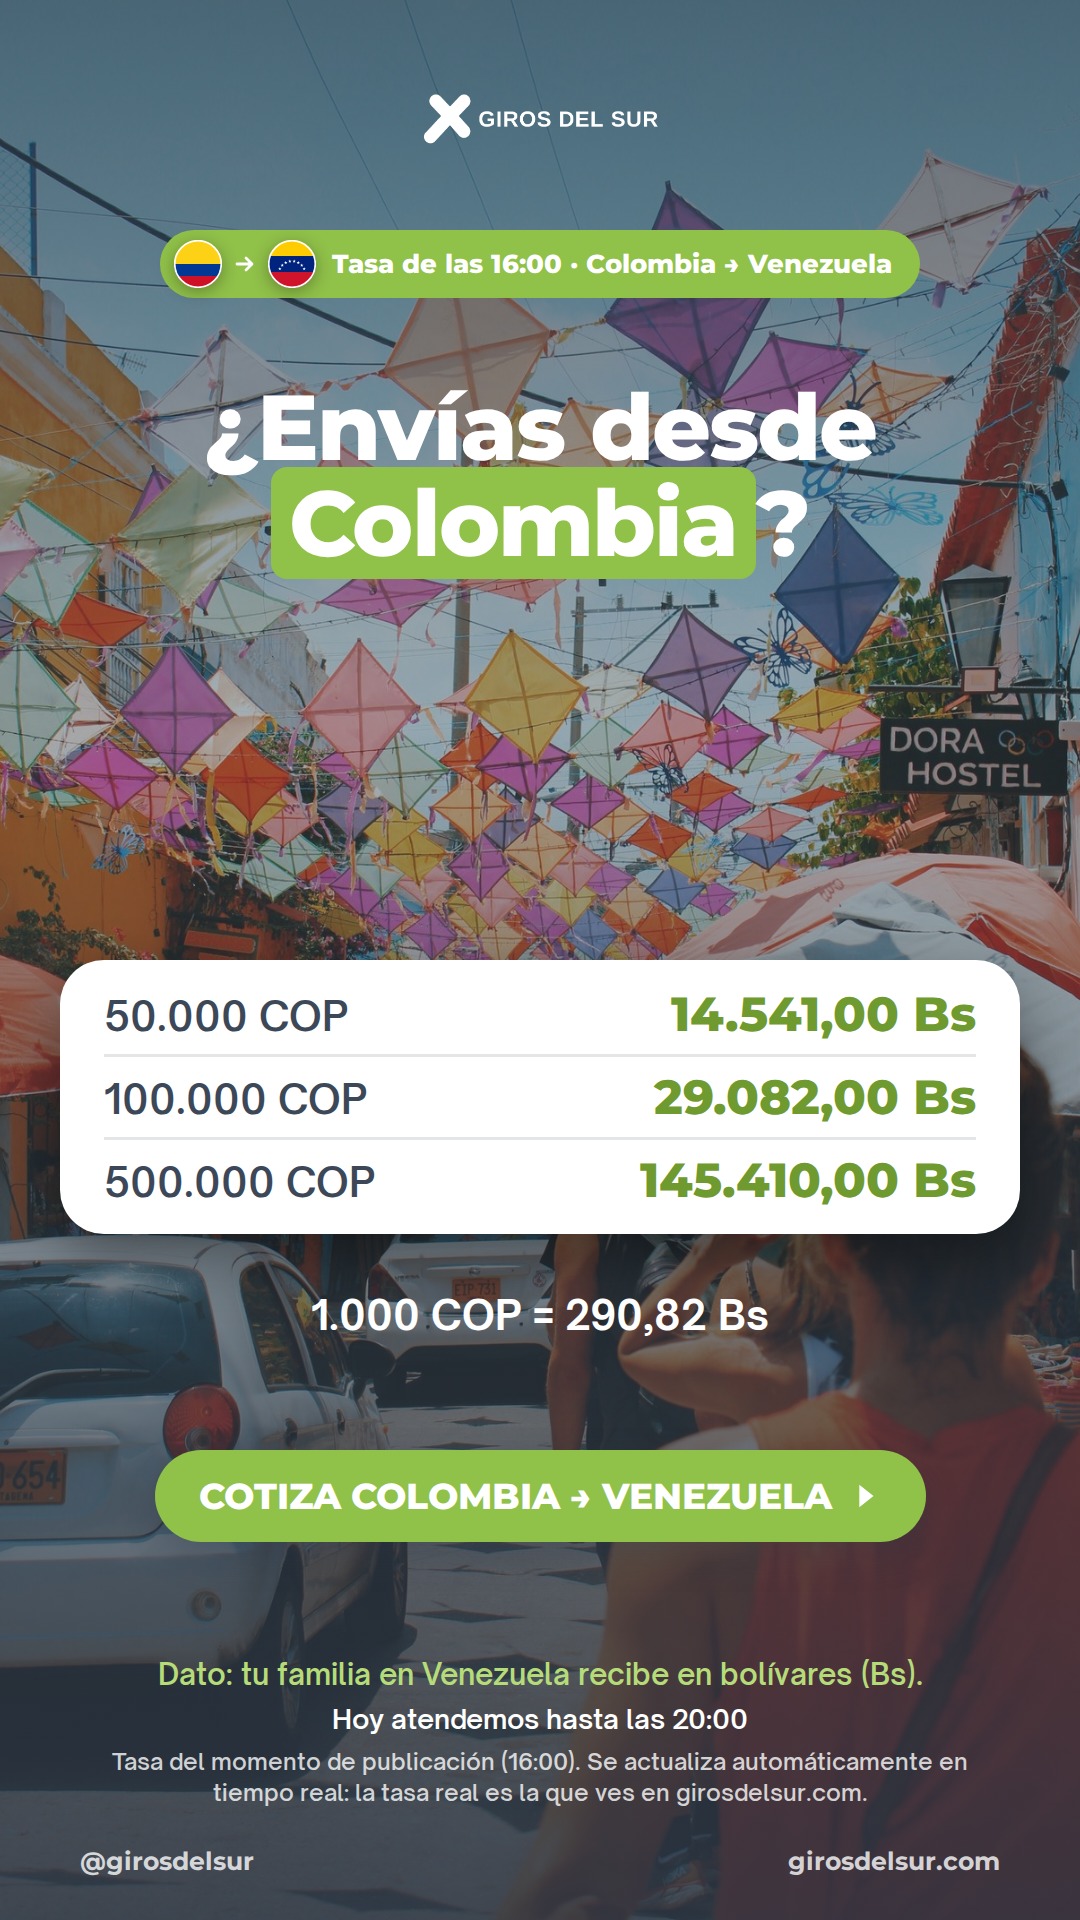 GIROS DEL SUR
→ Tasa de las 16:00 · Colombia → Venezuela
¿Envías desde
Colombia?
DORA
HOSTEL
50.000 COP 14.541,00 Bs
100.000 COP 29.082,00 Bs
500.000 COP 145.410,00 Bs
1.000 COP = 290,82 Bs
COTIZA COLOMBIA → VENEZUELA
Dato: tu familia en Venezuela recibe en bolívares (Bs).
Hoy atendemos hasta las 20:00
Tasa del momento de publicación (16:00). Se actualiza automáticamente en
tiempo real: la tasa real es la que ves en girosdelsur.com.
@girosdelsur girosdelsur.com